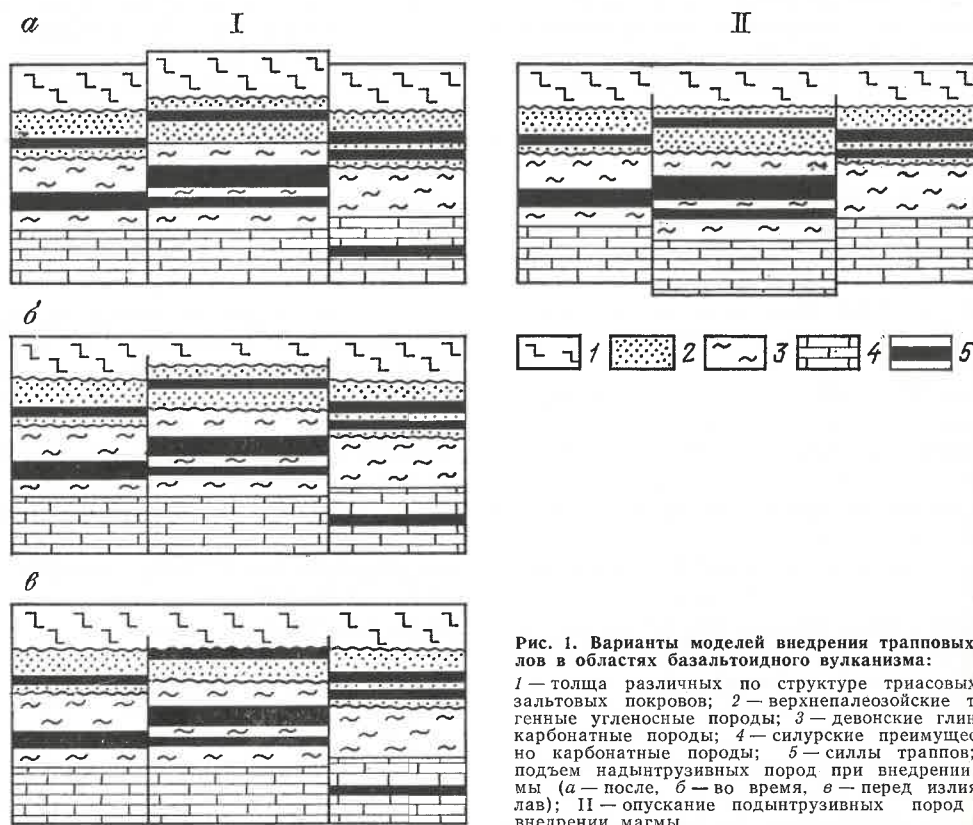 а I II
б
в
1 2 3 4 5
Рис. 1. Варианты моделей внедрения трапповых
лов в областях базальтоидного вулканизма:
1 — толща различных по структуре триасовых
зальтовых покровов; 2 — верхнепалеозойские т
генные угленосные породы; 3 — девонские глин
карбонатные породы; 4 — силурские преимущес
но карбонатные породы; 5 — силлы траппов;
подъем надынтрузивных пород при внедрении
мы (а — после, б — во время, в — перед излия
лав); II — опускание подынтрузивных пород
внедрении магмы